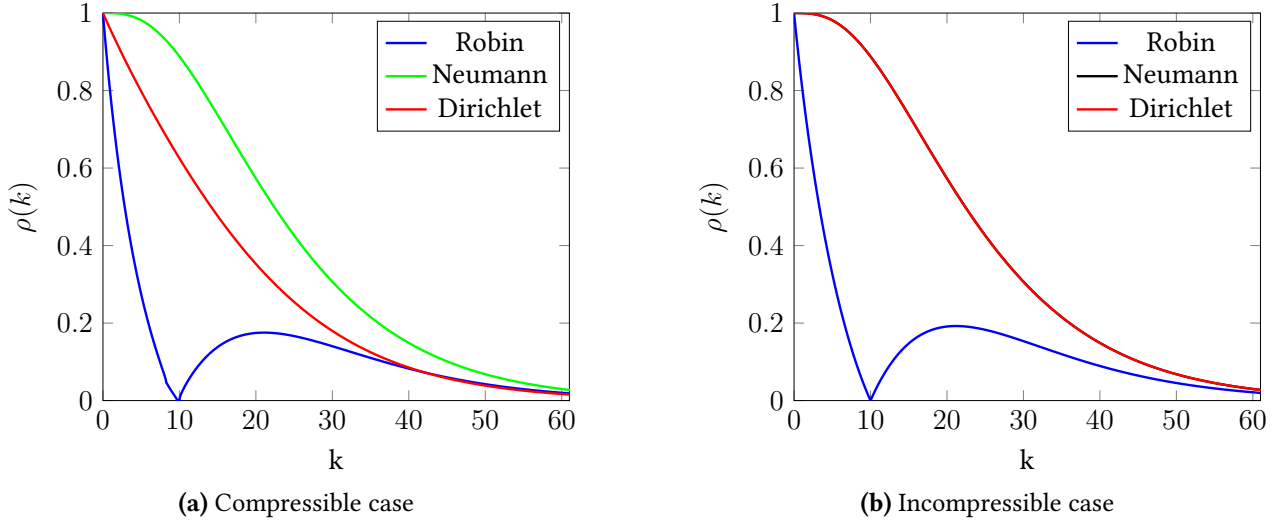 1
0.8
0.6
0.4
0.2
0
ρ(k)
0 10 20 30 40 50 60
k
Robin
Neumann
Dirichlet
(a) Compressible case
1
0.8
0.6
0.4
0.2
0
ρ(k)
0 10 20 30 40 50 60
k
Robin
Neumann
Dirichlet
(b) Incompressible case